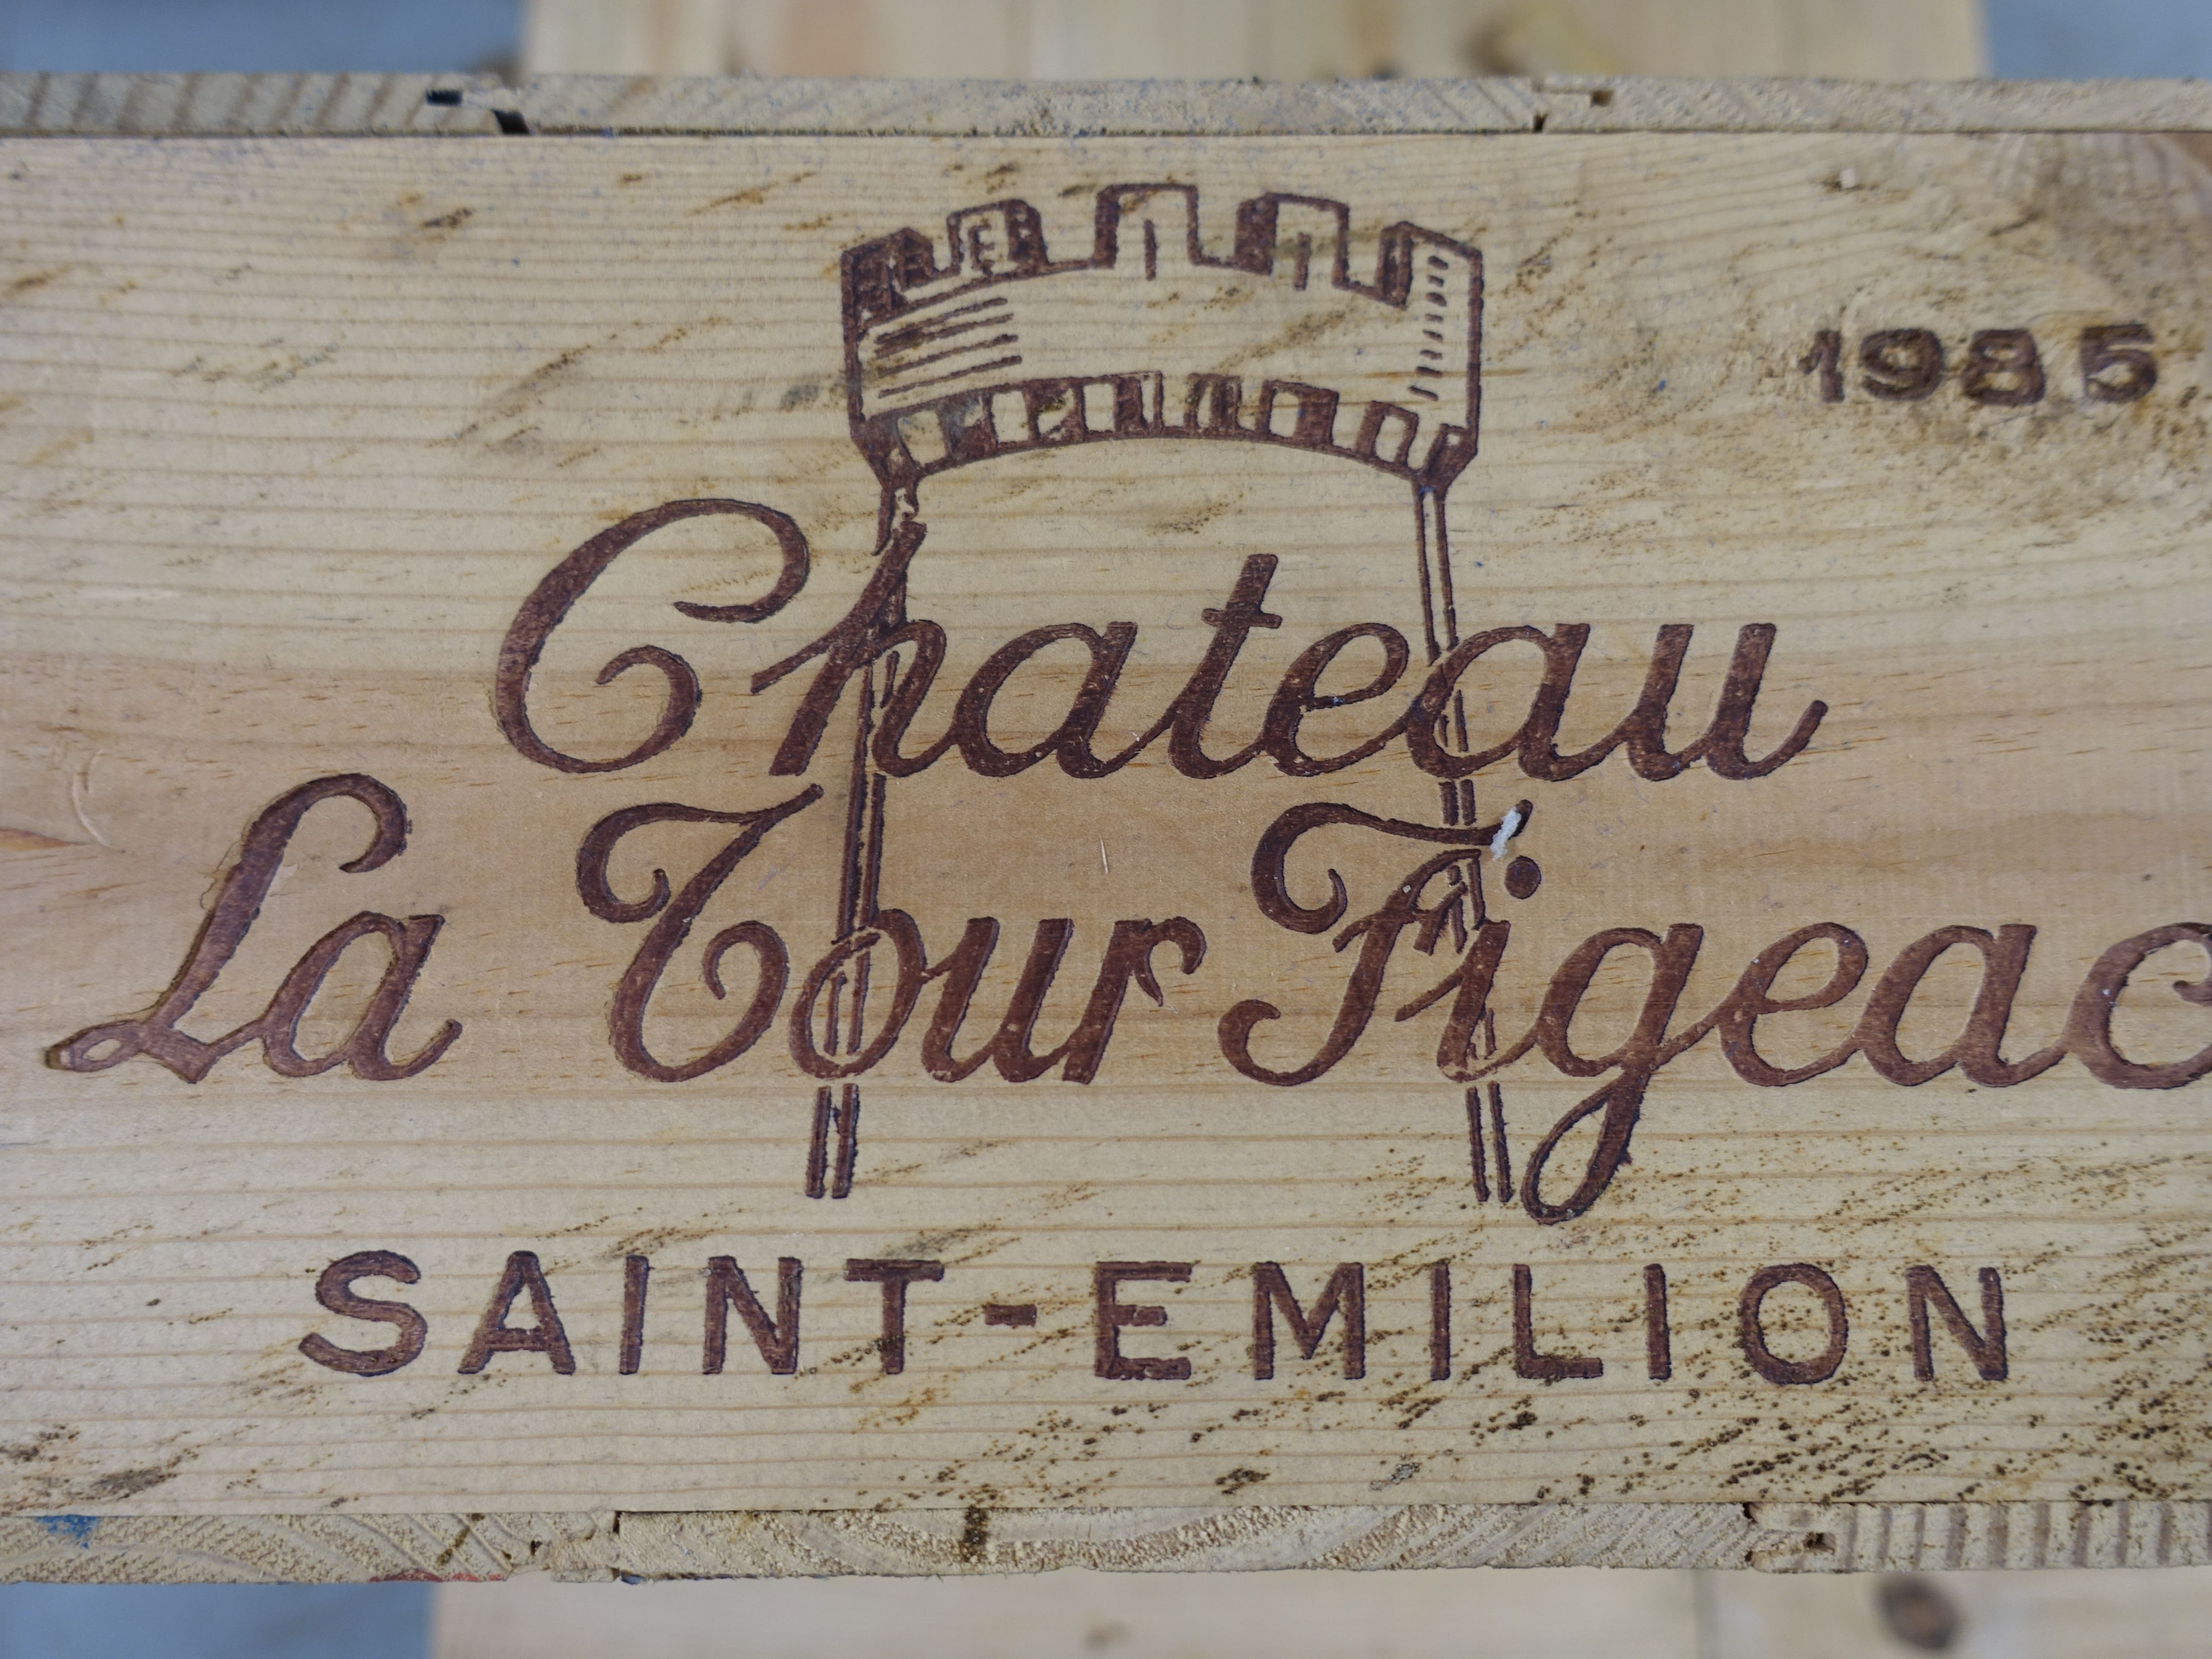 1985
Chateau
La Tour Figeac
SAINT-EMILION